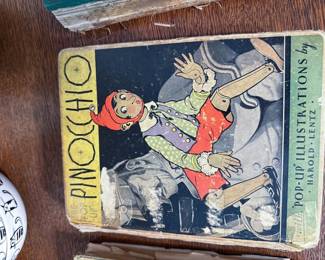 PINOCCHIO
"POP-UP" ILLUSTRATIONS by
HAROLD · LENTZ